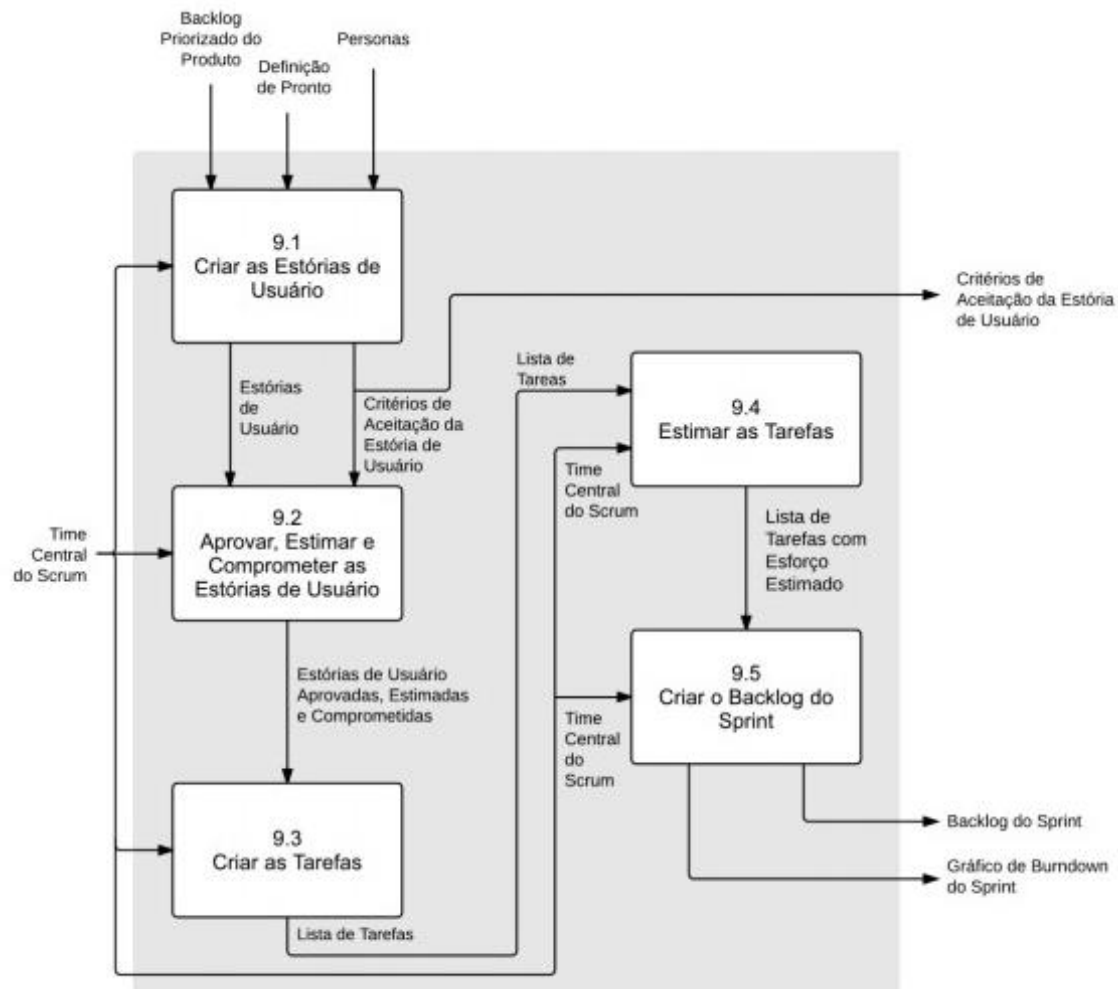 Backlog
Priorizado do
Produto
Definição
de Pronto
Personas
9.1
Criar as Estórias de
Usuário
Critérios de
Aceitação da Estória
de Usuário
Estórias
de
Usuário
Critérios de
Aceitação da
Estória de
Usuário
Lista de
Tareas
9.4
Estimar as Tarefas
Time
Central
do Scrum
Time
Central
do Scrum
9.2
Aprovar, Estimar e
Comprometer as
Estórias de Usuário
Lista de
Tarefas com
Esforço
Estimado
Estórias de Usuário
Aprovadas, Estimadas
e Comprometidas
9.5
Criar o Backlog do
Sprint
Time
Central
do
Scrum
9.3
Criar as Tarefas
Backlog do Sprint
Gráfico de Burndown
do Sprint
Lista de Tarefas